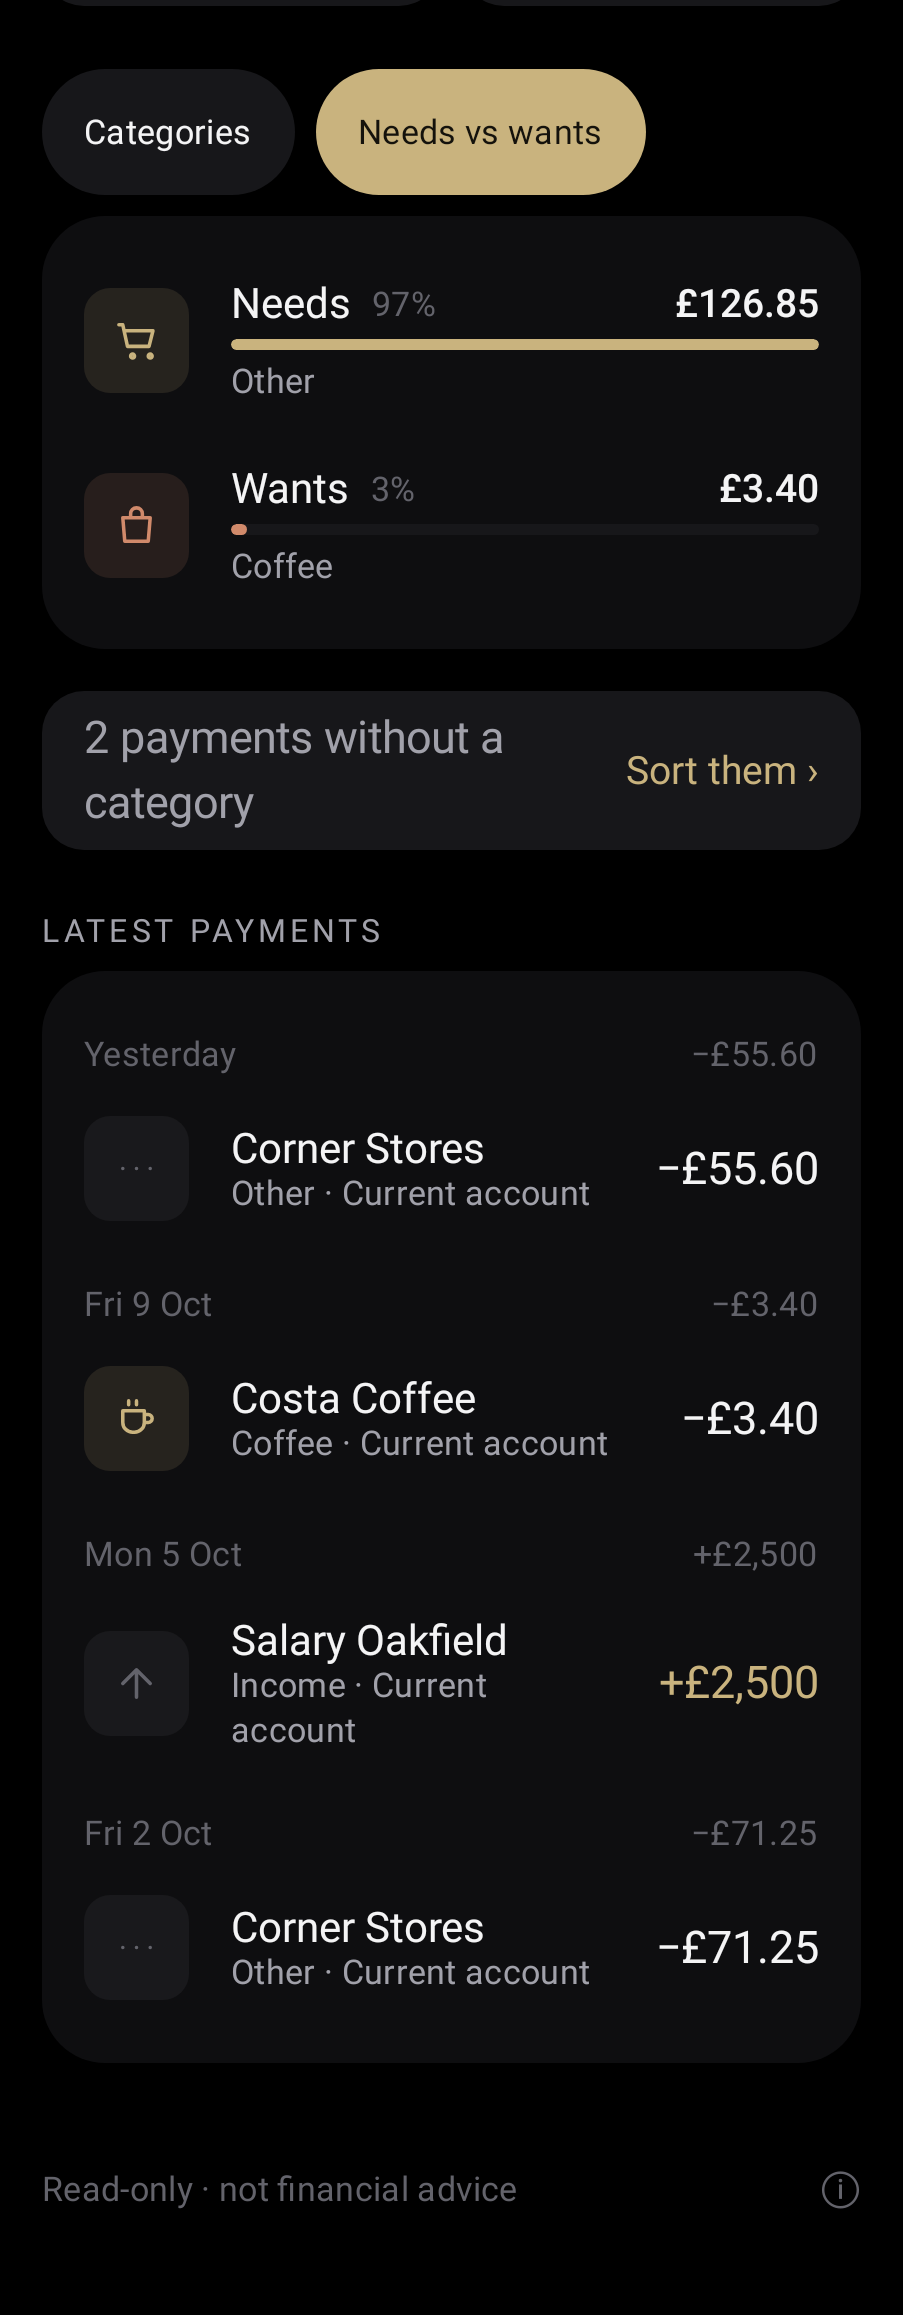 Categories
Needs vs wants
Needs 97% £126.85
Other
Wants 3% £3.40
Coffee
2 payments without a
category
Sort them ›
LATEST PAYMENTS
Yesterday −£55.60
Corner Stores
Other · Current account
−£55.60
Fri 9 Oct −£3.40
Costa Coffee
Coffee · Current account
−£3.40
Mon 5 Oct +£2,500
Salary Oakfield
Income · Current
account
+£2,500
Fri 2 Oct −£71.25
Corner Stores
Other · Current account
−£71.25
Read-only · not financial advice